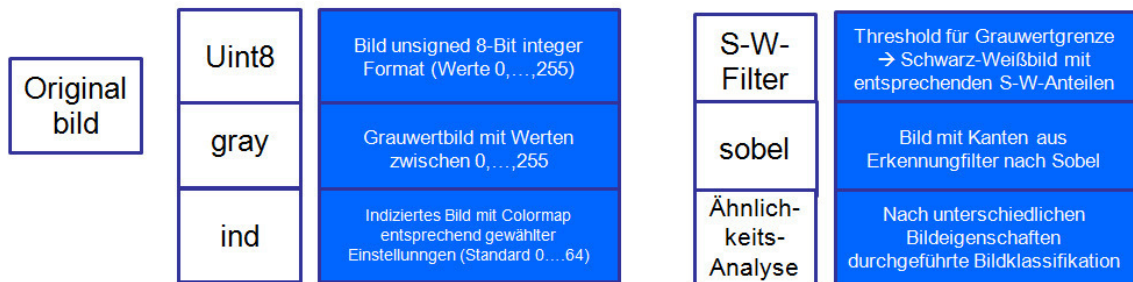 Original
bild
Uint8
Bild unsigned 8-Bit integer
Format (Werte 0,…,255)
gray
Grauwertbild mit Werten
zwischen 0,…,255
ind
Indiziertes Bild mit Colormap
entsprechend gewählter
Einstellunngen (Standard 0….64)
S-W-
Filter
Threshold für Grauwertgrenze
→ Schwarz-Weißbild mit
entsprechenden S-W-Anteilen
sobel
Bild mit Kanten aus
Erkennungfilter nach Sobel
Ähnlich-
keits-
Analyse
Nach unterschiedlichen
Bildeigenschaften
durchgeführte Bildklassifikation